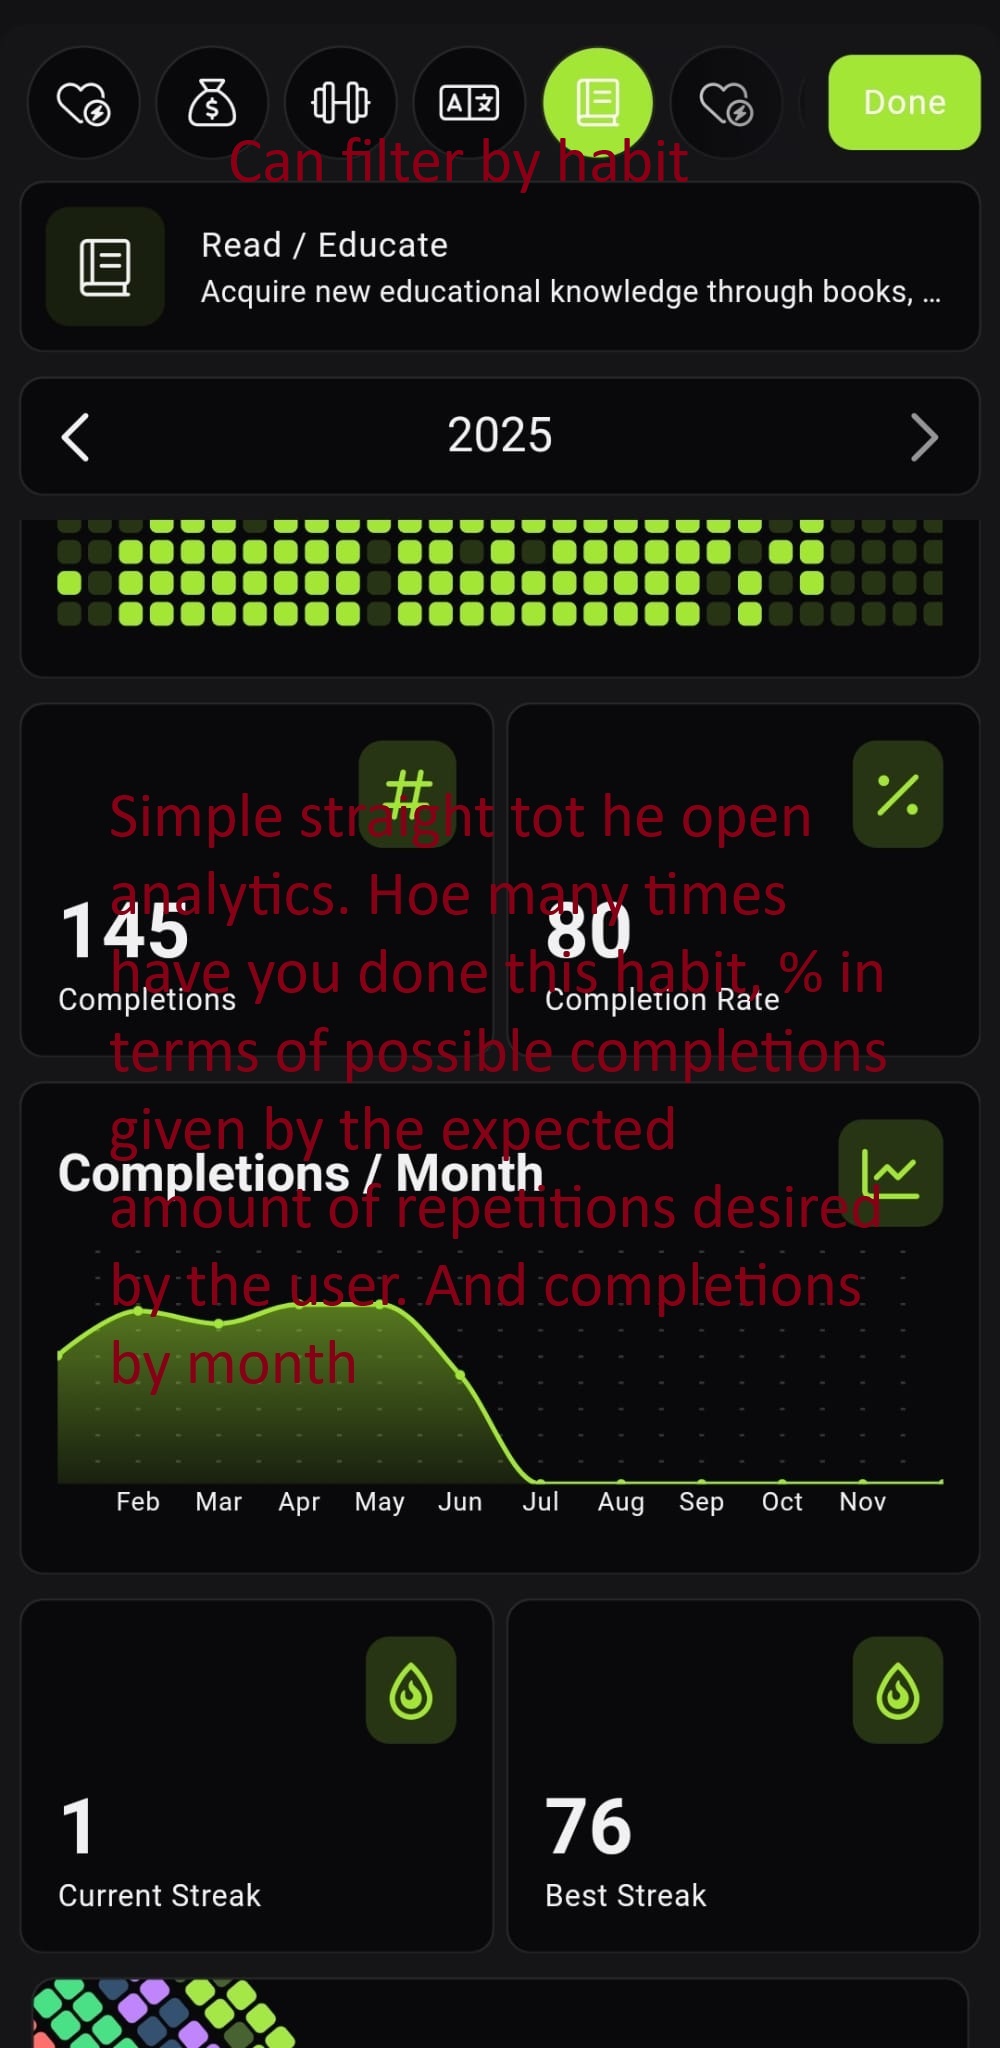 A 文
Done
Can filter by habit
Read / Educate
Acquire new educational knowledge through books, ...
2025
#
%
Simple straight tot he open
analytics. Hoe many times
145
80
have you done this habit, % in
Completions
Completion Rate
terms of possible completions
given by the expected
Completions / Month
amount of repetitions desired
by the user. And completions
by month
Feb Mar Apr May Jun Jul Aug Sep Oct Nov
1
76
Current Streak
Best Streak